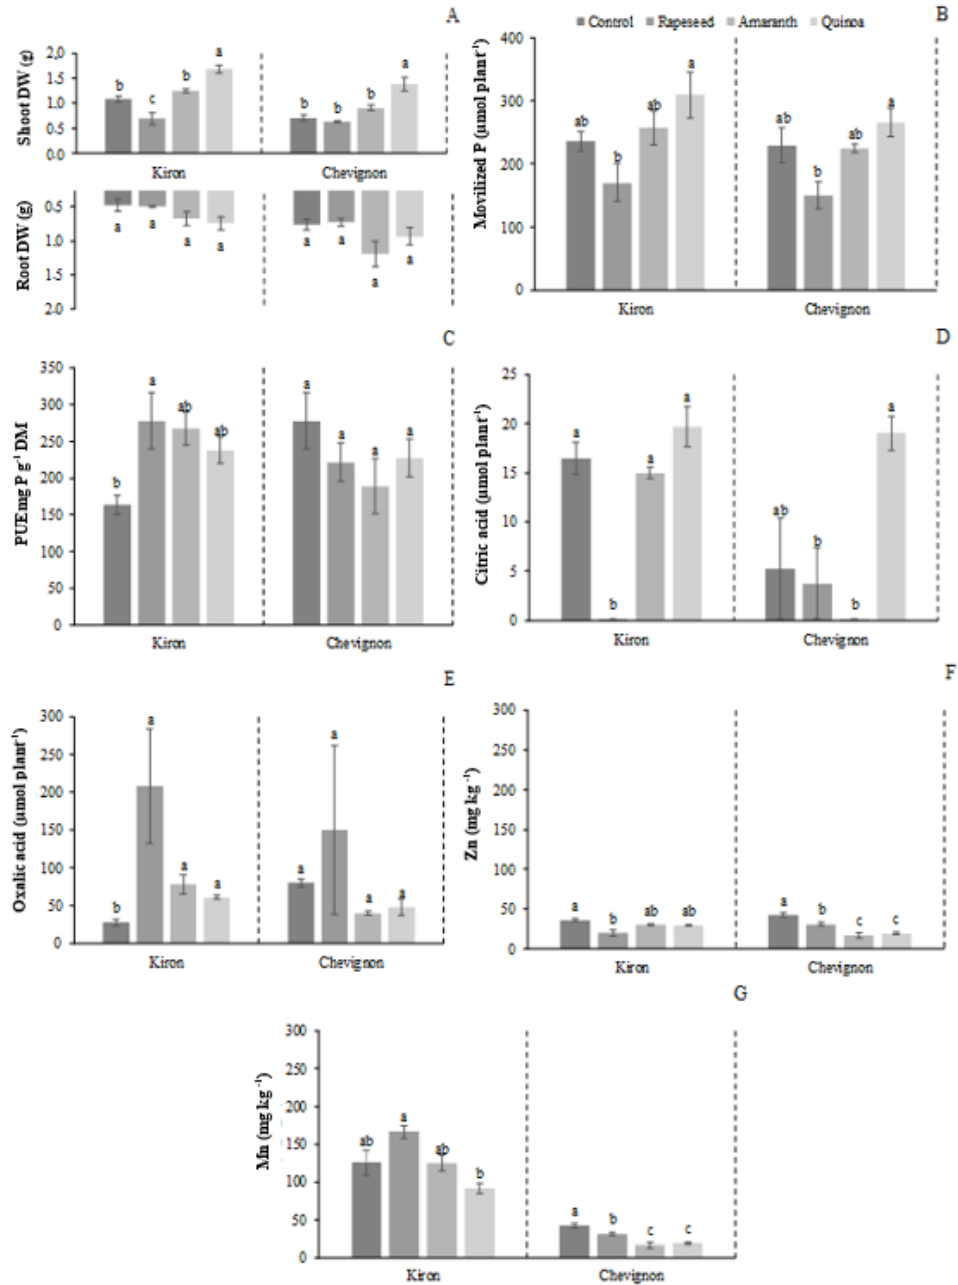 A
Shoot DW (g)
2.0
1.5
1.0
0.5
0.0
b
c
b
a
b
b
b
a
Kiron
Chevignon
Root DW (g)
0.5
1.0
1.5
2.0
a
a
a
a
a
a
a
a
B
Control
Rapeseed
Amaranth
Quinoa
Movilized P (µmol plant⁻¹)
400
300
200
100
0
ab
b
ab
a
ab
b
ab
a
Kiron
Chevignon
C
PUEmg P g⁻¹ DM
350
300
250
200
150
100
50
0
b
a
ab
ab
a
a
a
a
Kiron
Chevignon
D
Citric acid (µmol plant⁻¹)
25
20
15
10
5
0
a
b
a
a
ab
b
b
a
Kiron
Chevignon
E
Oxalic acid (µmol plant⁻¹)
300
250
200
150
100
50
0
b
a
a
a
a
a
a
a
Kiron
Chevignon
F
Zn (mg kg⁻¹)
300
250
200
150
100
50
0
a
b
ab
ab
a
b
c
c
Kiron
Chevignon
G
Mn (mg kg⁻¹)
300
250
200
150
100
50
0
ab
a
ab
b
a
b
c
c
Kiron
Chevignon